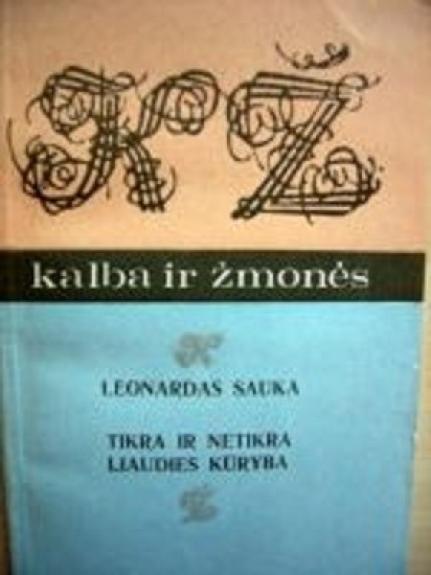 K Ž
kalba ir žmonės
K
LEONARDAS SAUKA
TIKRA IR NETIKRA
LIAUDIES KŪRYBA
Ž